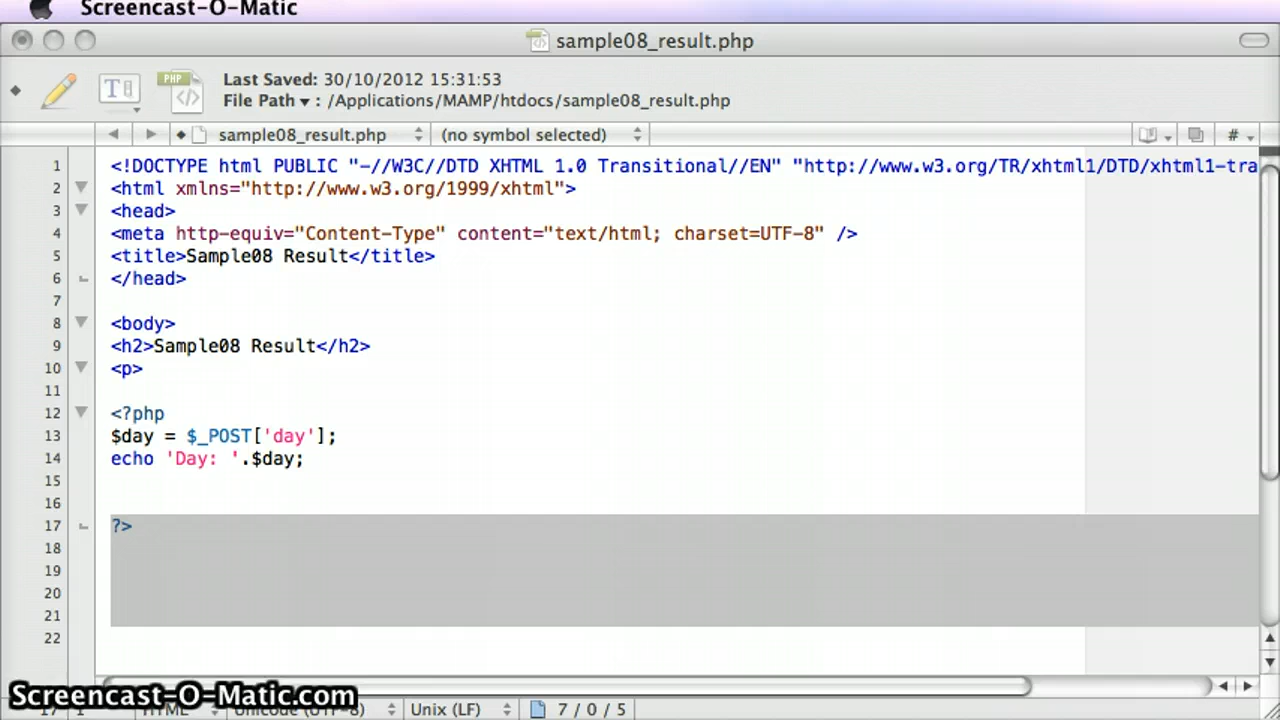 Screencast-O-Matic
sample08_result.php
Last Saved: 30/10/2012 15:31:53
File Path ▾ : /Applications/MAMP/htdocs/sample08_result.php
sample08_result.php (no symbol selected) #
1 <!DOCTYPE html PUBLIC "-//W3C//DTD XHTML 1.0 Transitional//EN" "http://www.w3.org/TR/xhtml1/DTD/xhtml1-tra
2 <html xmlns="http://www.w3.org/1999/xhtml">
3 <head>
4 <meta http-equiv="Content-Type" content="text/html; charset=UTF-8" />
5 <title>Sample08 Result</title>
6 </head>
7
8 <body>
9 <h2>Sample08 Result</h2>
10 <p>
11
12 <?php
13 $day = $_POST['day'];
14 echo 'Day: '.$day;
15
16
17 ?>
18
19
20
21
22
Screencast-O-Matic.com
HTML Unicode (UTF-8) Unix (LF) 7 / 0 / 5